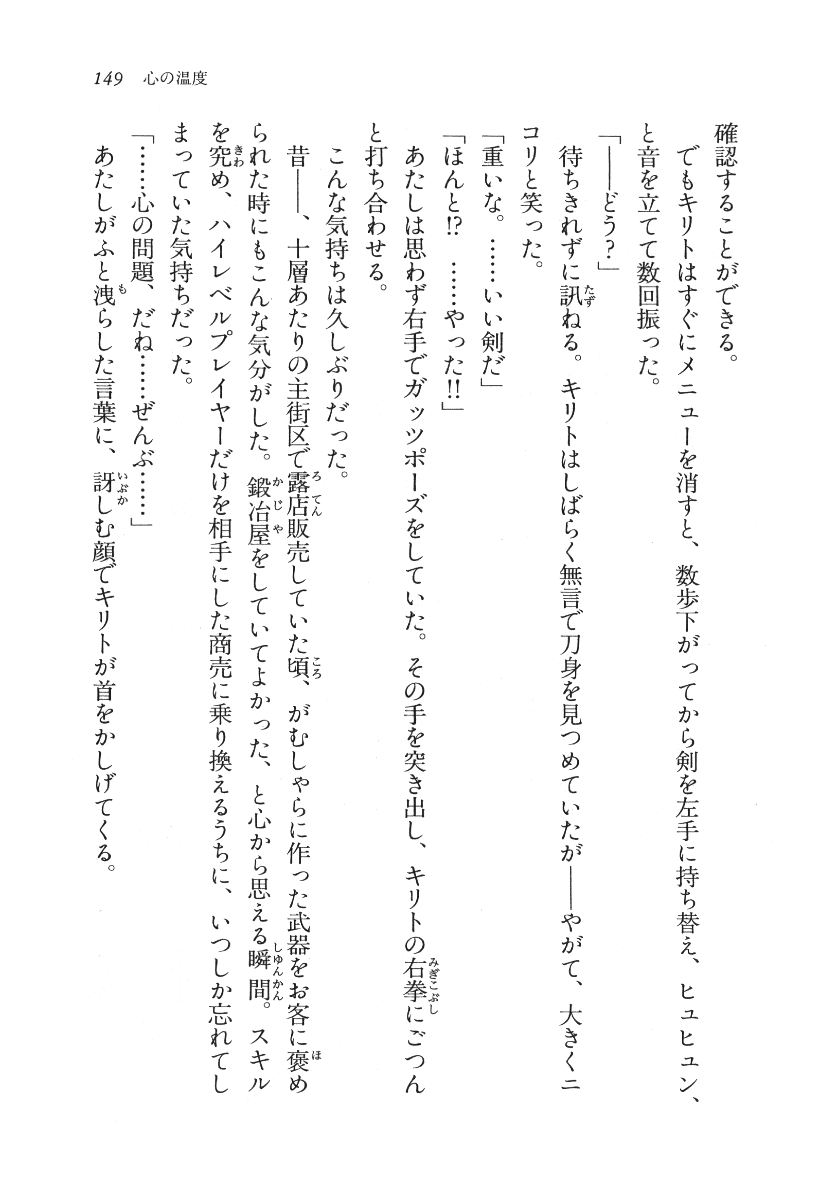 149 心の温度
確認することができる。
でもキリトはすぐにメニューを消すと、数歩下がってから剣を左手に持ち替え、ヒュヒュン、
と音を立てて数回振った。
「――どう?」
待ちきれずに訊ねる。キリトはしばらく無言で刀身を見つめていたが――やがて、大きくニ
コリと笑った。
「重いな。……いい剣だ」
「ほんと!? ……やった!!」
あたしは思わず右手でガッツポーズをしていた。その手を突き出し、キリトの右拳にごつん
と打ち合わせる。
こんな気持ちは久しぶりだった。
昔――、十層あたりの主街区で露店販売していた頃、がむしゃらに作った武器をお客に褒め
られた時にもこんな気分がした。鍛冶屋をしていてよかった、と心から思える瞬間。スキル
を究め、ハイレベルプレイヤーだけを相手にした商売に乗り換えるうちに、いつしか忘れてし
まっていた気持ちだった。
「……心の問題、だね……ぜんぶ……」
あたしがふと洩らした言葉に、訝しむ顔でキリトが首をかしげてくる。